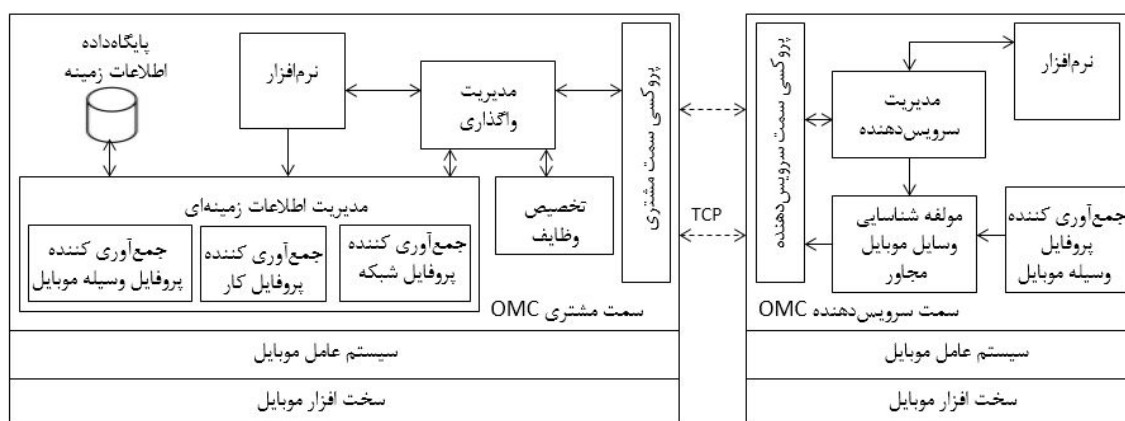 پایگاه‌داده
اطلاعات زمینه
نرم‌افزار
مدیریت
واگذاری
پروکسی سمت مشتری
مدیریت اطلاعات زمینه‌ای
جمع‌آوری کننده
پروفایل وسیله موبایل
جمع‌آوری کننده
پروفایل کار
جمع‌آوری کننده
پروفایل شبکه
تخصیص
وظایف
سمت مشتری OMC
سیستم عامل موبایل
سخت افزار موبایل
TCP
پروکسی سمت سرویس‌دهنده
مدیریت
سرویس‌دهنده
نرم‌افزار
مولفه شناسایی
وسایل موبایل
مجاور
جمع‌آوری کننده
پروفایل
وسیله موبایل
سمت سرویس‌دهنده OMC
سیستم عامل موبایل
سخت افزار موبایل